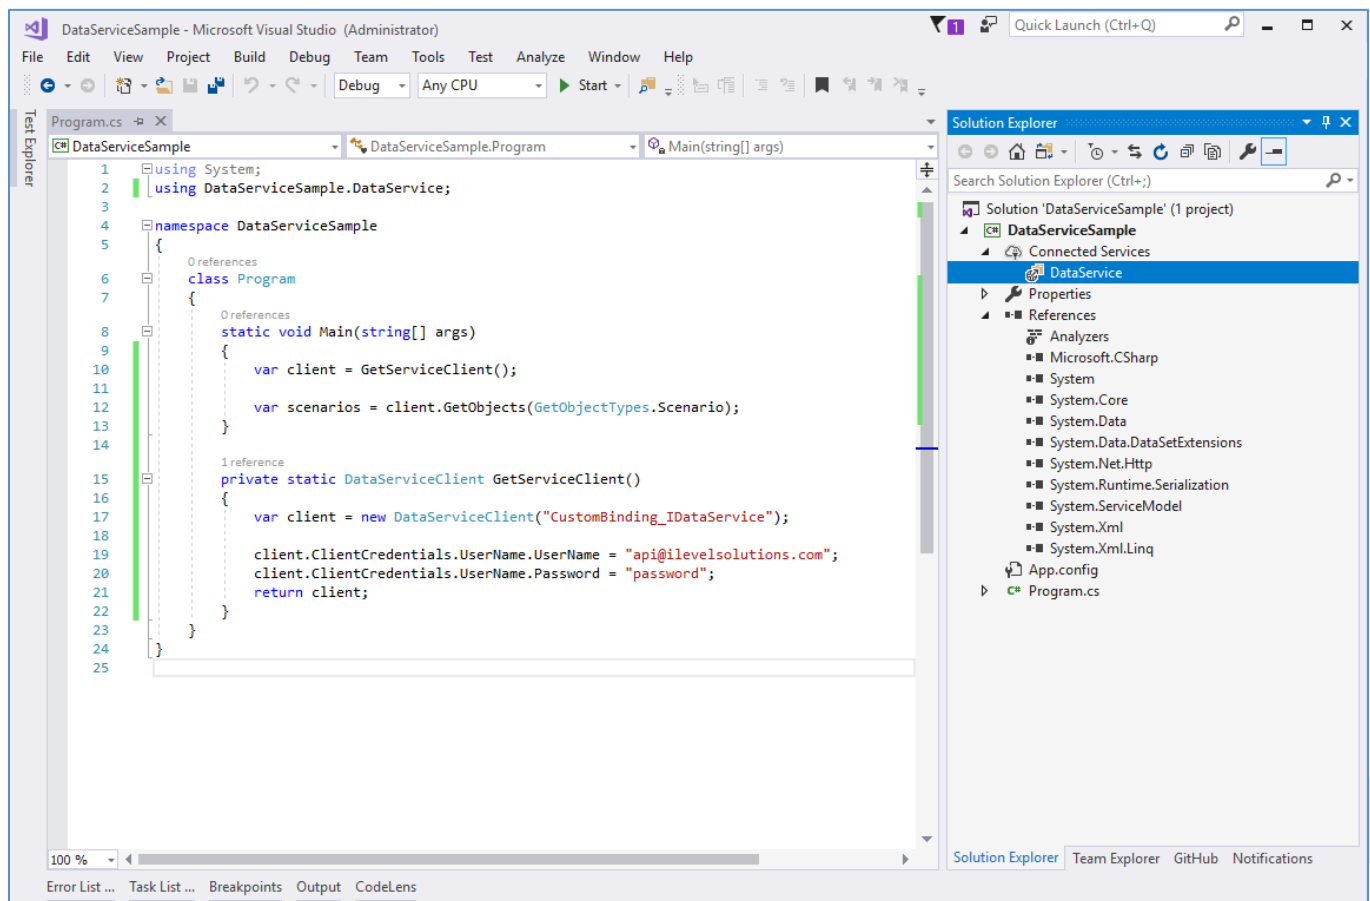 DataServiceSample - Microsoft Visual Studio (Administrator)
1
Quick Launch (Ctrl+Q)
File Edit View Project Build Debug Team Tools Test Analyze Window Help
Debug Any CPU Start
Test Explorer
Program.cs
C# DataServiceSample DataServiceSample.Program Main(string[] args)
1 using System;
2 using DataServiceSample.DataService;
3
4 namespace DataServiceSample
5 {
0 references
6 class Program
7 {
0 references
8 static void Main(string[] args)
9 {
10 var client = GetServiceClient();
11
12 var scenarios = client.GetObjects(GetObjectTypes.Scenario);
13 }
14
1 reference
15 private static DataServiceClient GetServiceClient()
16 {
17 var client = new DataServiceClient("CustomBinding_IDataService");
18
19 client.ClientCredentials.UserName.UserName = "api@ilevelsolutions.com";
20 client.ClientCredentials.UserName.Password = "password";
21 return client;
22 }
23 }
24 }
25
100 %
Error List ... Task List ... Breakpoints Output CodeLens
Solution Explorer
Search Solution Explorer (Ctrl+;)
Solution 'DataServiceSample' (1 project)
C# DataServiceSample
Connected Services
DataService
Properties
References
Analyzers
Microsoft.CSharp
System
System.Core
System.Data
System.Data.DataSetExtensions
System.Net.Http
System.Runtime.Serialization
System.ServiceModel
System.Xml
System.Xml.Linq
App.config
C# Program.cs
Solution Explorer Team Explorer GitHub Notifications